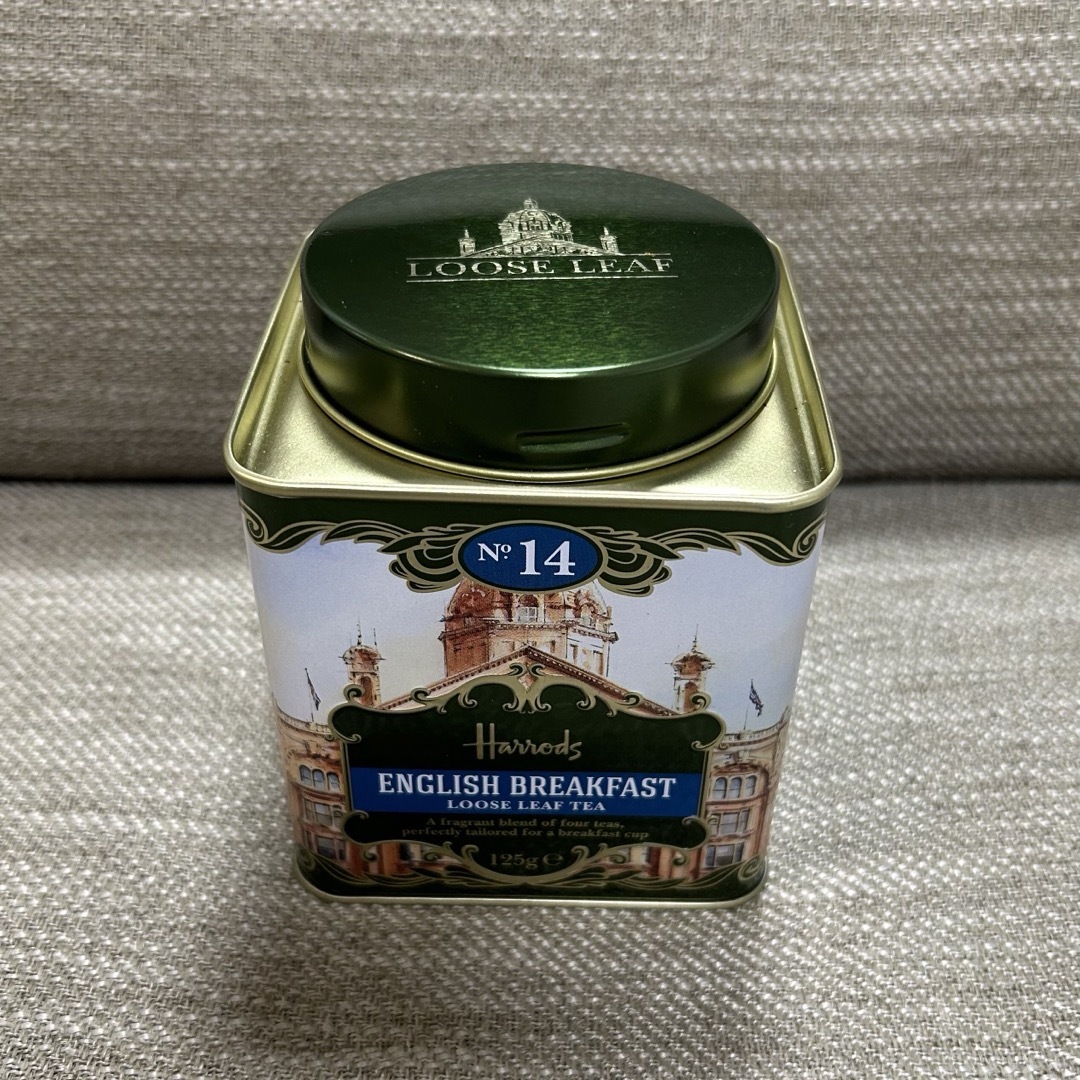 LOOSE LEAF
Nº 14
Harrods
ENGLISH BREAKFAST
LOOSE LEAF TEA
A fragrant blend of four teas,
perfectly tailored for a breakfast cup
125g ℮